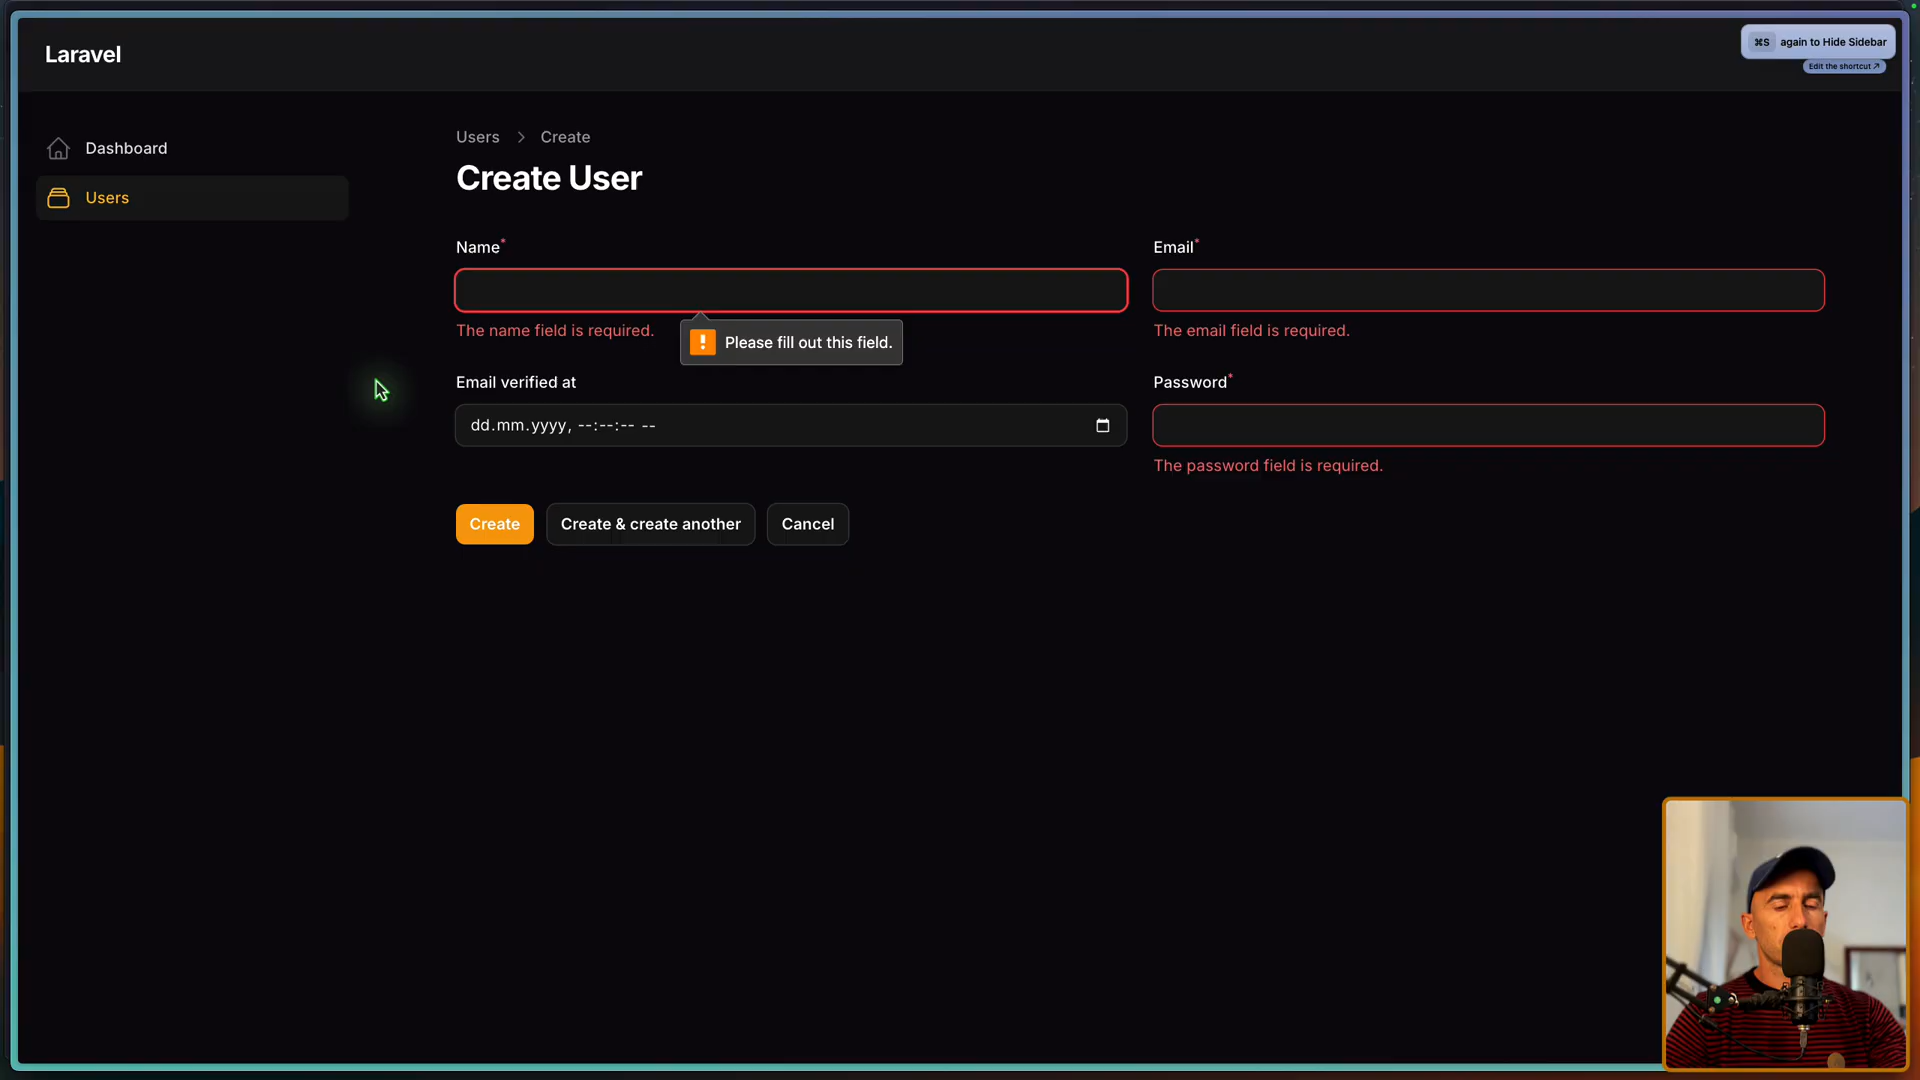 Laravel
⌘S again to Hide Sidebar
Edit the shortcut ↗
Dashboard
Users
Users > Create
Create User
Name*
Email*
The name field is required.
Please fill out this field.
The email field is required.
Email verified at
Password*
dd.mm.yyyy, --:--:-- --
The password field is required.
Create
Create & create another
Cancel